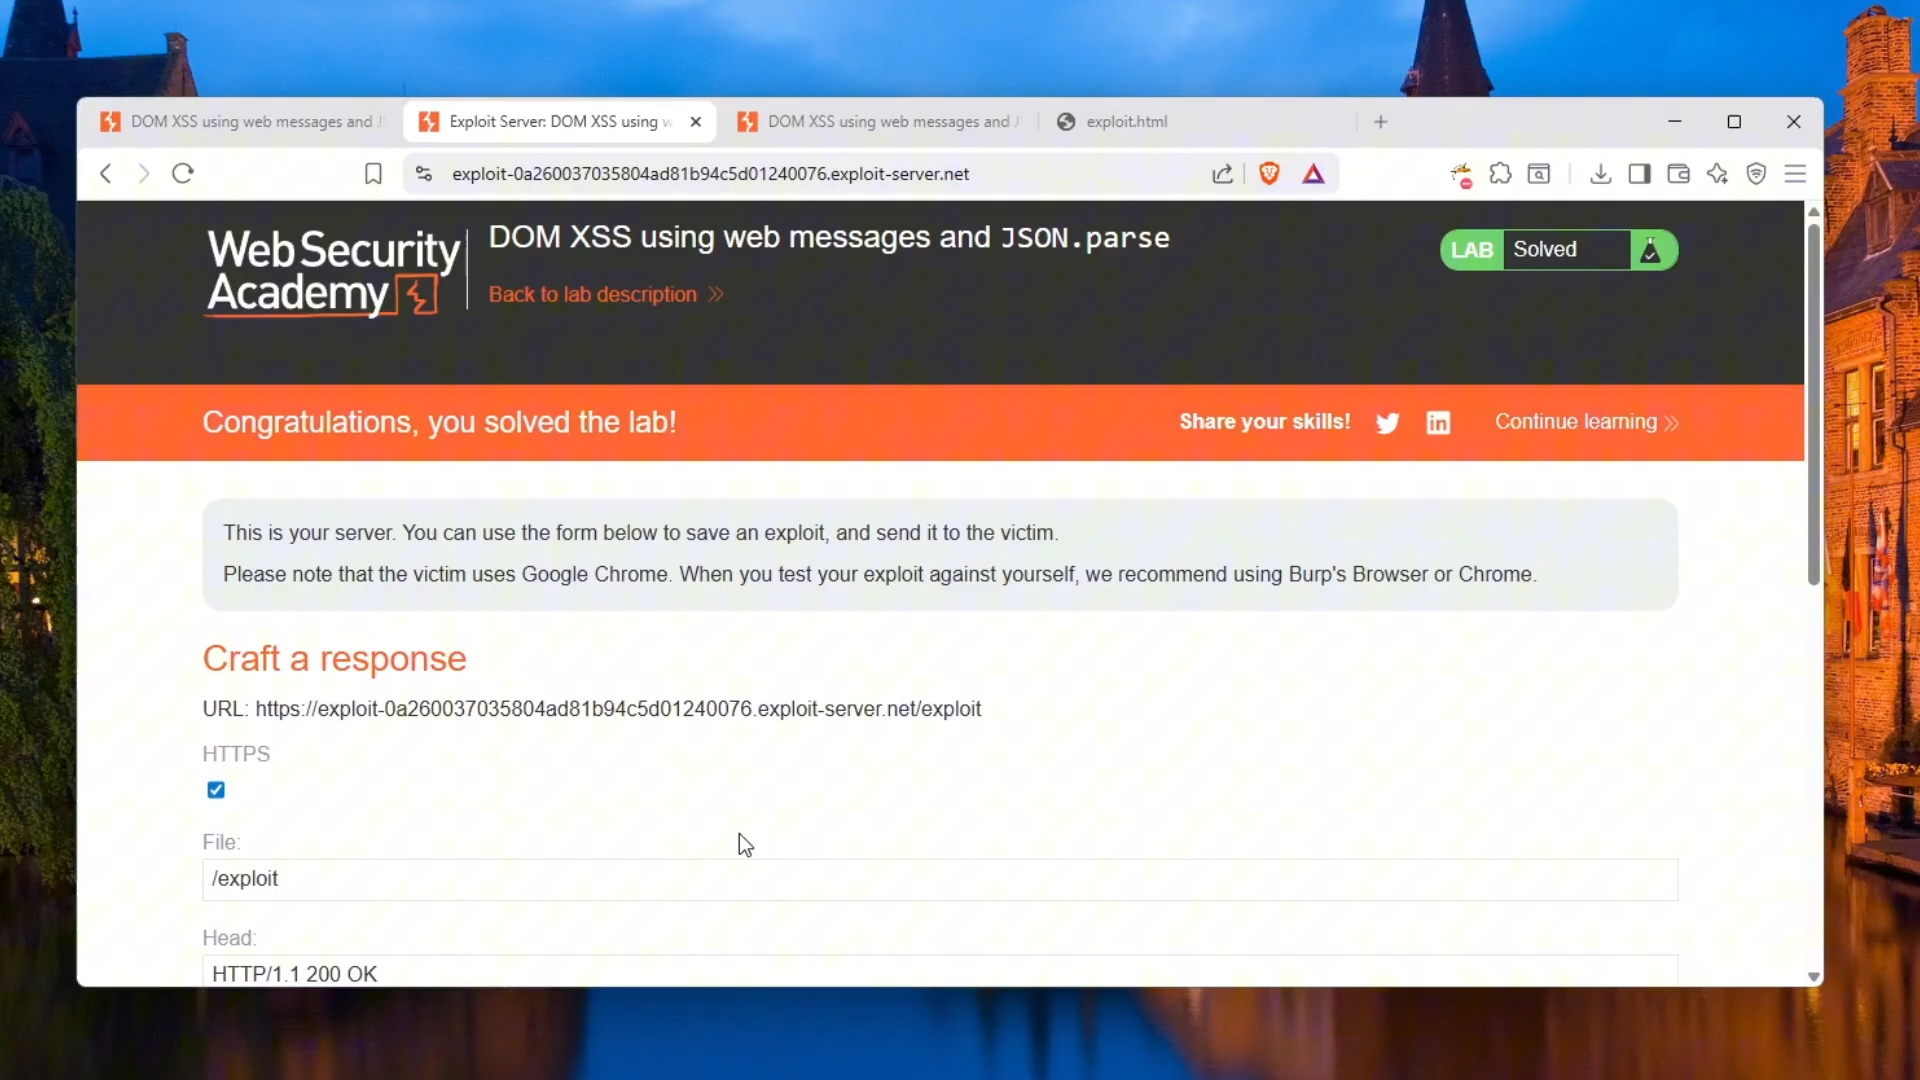 DOM XSS using web messages and J
Exploit Server: DOM XSS using w
DOM XSS using web messages and J
exploit.html
exploit-0a260037035804ad81b94c5d01240076.exploit-server.net
Web Security
Academy
DOM XSS using web messages and JSON.parse
Back to lab description
LAB Solved
Congratulations, you solved the lab!
Share your skills!
in
Continue learning
This is your server. You can use the form below to save an exploit, and send it to the victim.
Please note that the victim uses Google Chrome. When you test your exploit against yourself, we recommend using Burp's Browser or Chrome.
Craft a response
URL: https://exploit-0a260037035804ad81b94c5d01240076.exploit-server.net/exploit
HTTPS
File:
/exploit
Head:
HTTP/1.1 200 OK